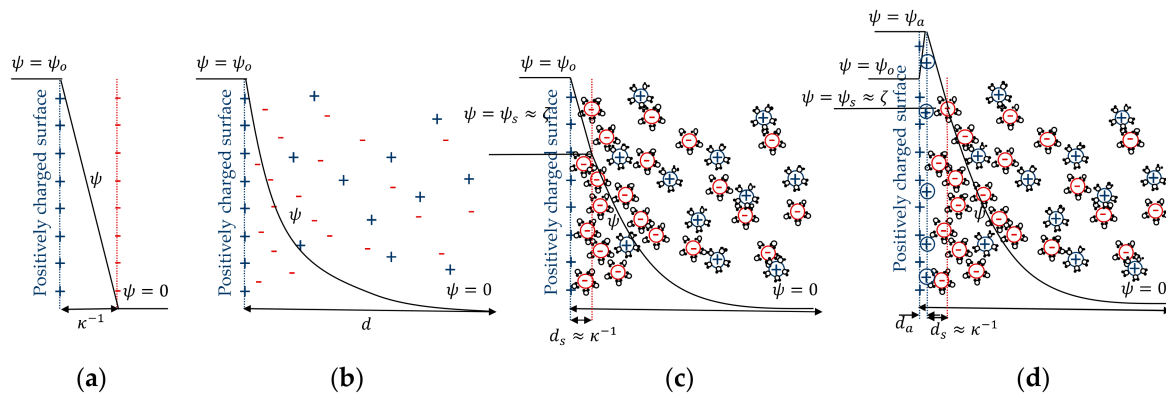 ψ = ψₒ
Positively charged surface
ψ
ψ = 0
κ⁻¹
(a)
ψ = ψₒ
Positively charged surface
ψ
ψ = 0
d
(b)
ψ = ψₒ
ψ = ψₛ ≈ ζ
Positively charged surface
ψ
ψ = 0
dₛ ≈ κ⁻¹
(c)
ψ = ψₐ
ψ = ψₒ
ψ = ψₛ ≈ ζ
Positively charged surface
ψ
ψ = 0
dₐ
dₛ ≈ κ⁻¹
(d)